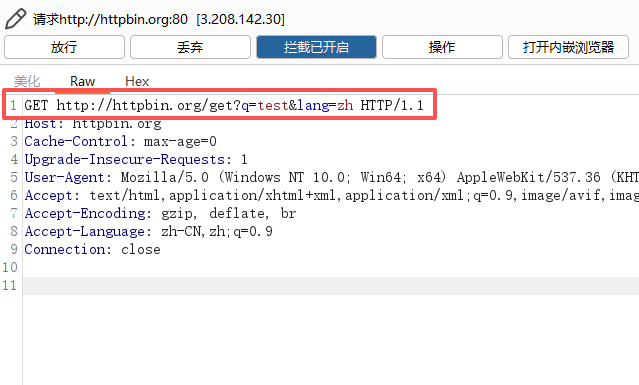 请求http://httpbin.org:80 [3.208.142.30]
放行 丢弃 拦截已开启 操作 打开内嵌浏览器
美化 Raw Hex
1 GET http://httpbin.org/get?q=test&lang=zh HTTP/1.1
2 Host: httpbin.org
3 Cache-Control: max-age=0
4 Upgrade-Insecure-Requests: 1
5 User-Agent: Mozilla/5.0 (Windows NT 10.0; Win64; x64) AppleWebKit/537.36 (KHT
6 Accept: text/html,application/xhtml+xml,application/xml;q=0.9,image/avif,imag
7 Accept-Encoding: gzip, deflate, br
8 Accept-Language: zh-CN,zh;q=0.9
9 Connection: close
10
11